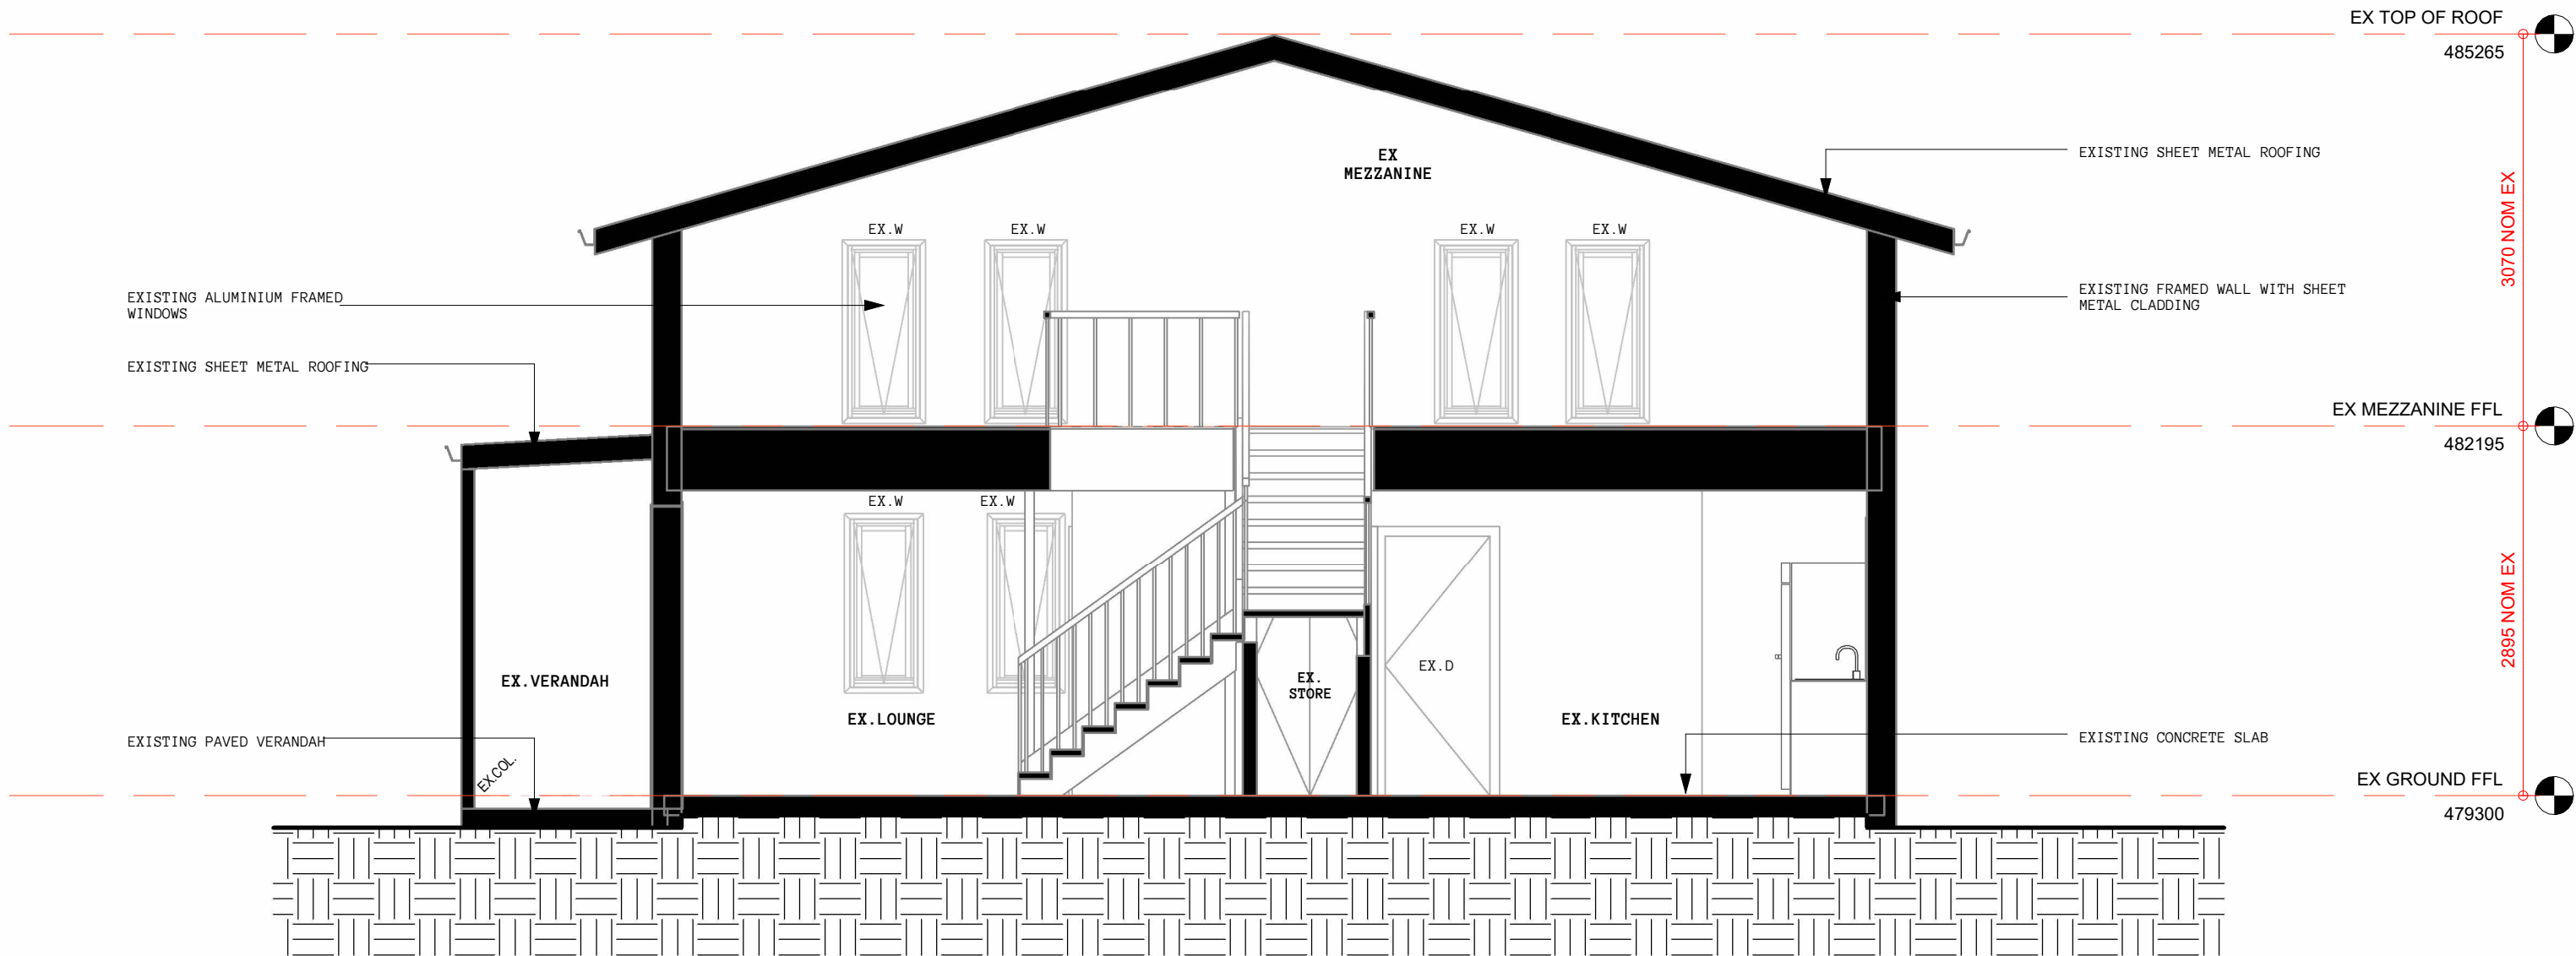 EX TOP OF ROOF
485265
EX
MEZZANINE
EXISTING SHEET METAL ROOFING
3070 NOM EX
EX.W
EX.W
EX.W
EX.W
EXISTING ALUMINIUM FRAMED
WINDOWS
EXISTING FRAMED WALL WITH SHEET
METAL CLADDING
EXISTING SHEET METAL ROOFING
EX MEZZANINE FFL
482195
EX.W
EX.W
2895 NOM EX
EX.VERANDAH
EX.LOUNGE
EX.
STORE
EX.D
EX.KITCHEN
EXISTING PAVED VERANDAH
EX.COL.
EXISTING CONCRETE SLAB
EX GROUND FFL
479300